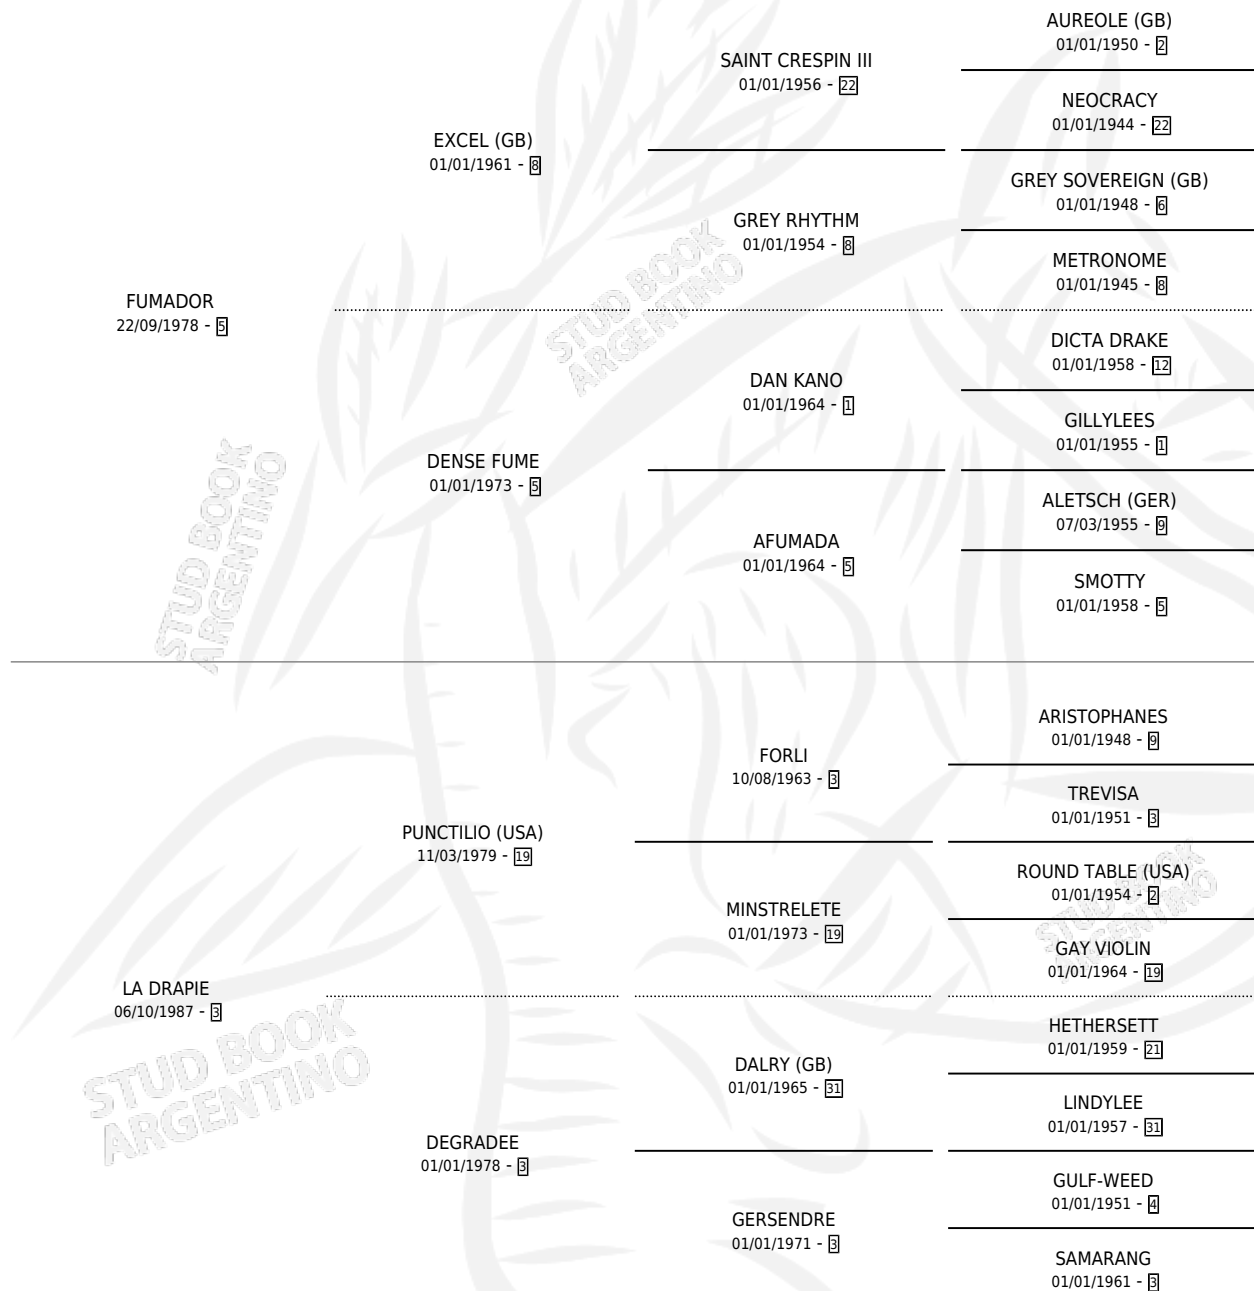 AUREOLE (GB)
01/01/1950 - 2
SAINT CRESPIN III
01/01/1956 - 22
NEOCRACY
01/01/1944 - 22
EXCEL (GB)
01/01/1961 - 8
GREY SOVEREIGN (GB)
01/01/1948 - 6
GREY RHYTHM
01/01/1954 - 8
METRONOME
01/01/1945 - 8
FUMADOR
22/09/1978 - 5
DICTA DRAKE
01/01/1958 - 12
DAN KANO
01/01/1964 - 1
GILLYLEES
01/01/1955 - 1
DENSE FUME
01/01/1973 - 5
ALETSCH (GER)
07/03/1955 - 9
AFUMADA
01/01/1964 - 5
SMOTTY
01/01/1958 - 5
ARISTOPHANES
01/01/1948 - 9
FORLI
10/08/1963 - 3
TREVISA
01/01/1951 - 3
PUNCTILIO (USA)
11/03/1979 - 19
ROUND TABLE (USA)
01/01/1954 - 2
MINSTRELETE
01/01/1973 - 19
GAY VIOLIN
01/01/1964 - 19
LA DRAPIE
06/10/1987 - 3
HETHERSETT
01/01/1959 - 21
DALRY (GB)
01/01/1965 - 31
LINDYLEE
01/01/1957 - 31
DEGRADEE
01/01/1978 - 3
GULF-WEED
01/01/1951 - 4
GERSENDRE
01/01/1971 - 3
SAMARANG
01/01/1961 - 3
STUD BOOK
ARGENTINO
STUD BOOK
ARGENTINO
STUD BOOK
ARGENTINO
STUD BOOK
ARGENTINO